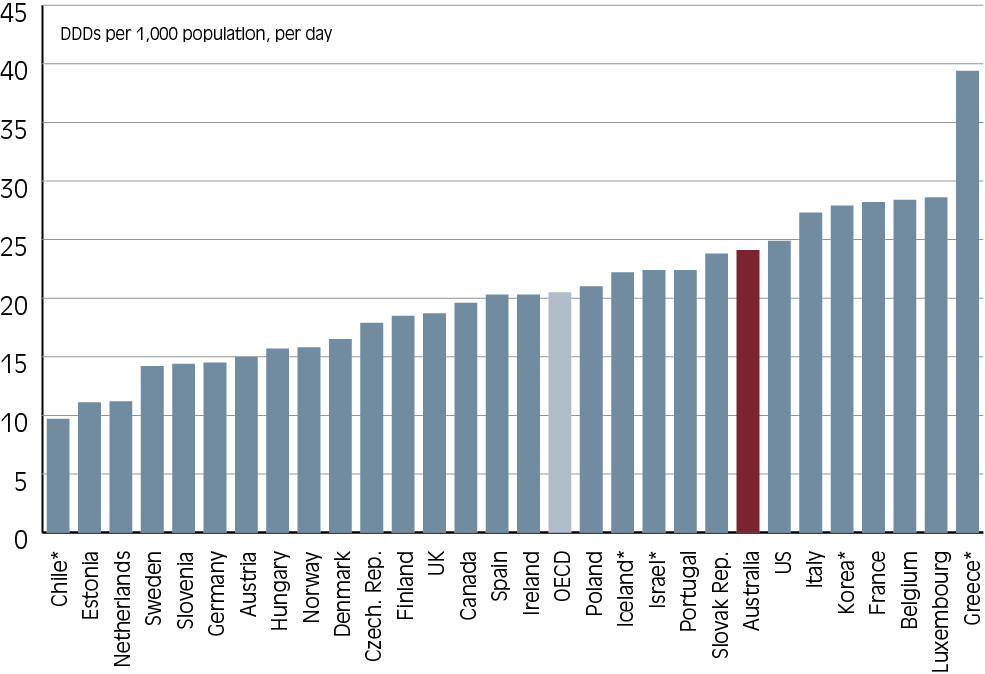 45
DDDs per 1,000 population, per day
40
35
30
25
20
15
10
5
0
Chile*
Estonia
Netherlands
Sweden
Slovenia
Germany
Austria
Hungary
Norway
Denmark
Czech. Rep.
Finland
UK
Canada
Spain
Ireland
OECD
Poland
Iceland*
Israel*
Portugal
Slovak Rep.
Australia
US
Italy
Korea*
France
Belgium
Luxembourg
Greece*